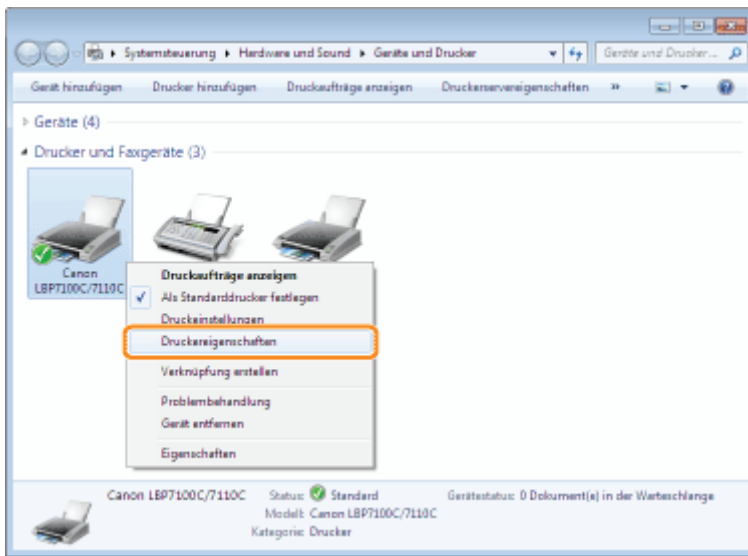 Systemsteuerung ▸ Hardware und Sound ▸ Geräte und Drucker
Geräte und Drucker...
Gerät hinzufügen Drucker hinzufügen Druckaufträge anzeigen Druckerservereigenschaften »
Geräte (4)
Drucker und Faxgeräte (3)
Canon
LBP7100C/7110C
Druckaufträge anzeigen
Als Standarddrucker festlegen
Druckeinstellungen
Druckereigenschaften
Verknüpfung erstellen
Problembehandlung
Gerät entfernen
Eigenschaften
Canon LBP7100C/7110C Status: Standard Gerätestatus: 0 Dokument(e) in der Warteschlange
Modell: Canon LBP7100C/7110C
Kategorie: Drucker